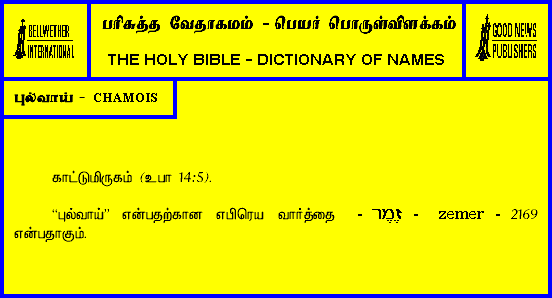 BELLWETHER
INTERNATIONAL
பரிசுத்த வேதாகமம் - பெயர் பொருள்விளக்கம்
THE HOLY BIBLE - DICTIONARY OF NAMES
GOOD NEWS
PUBLISHERS
புல்வாய் - CHAMOIS
காட்டுமிருகம் (உபா 14:5).
“புல்வாய்” என்பதற்கான எபிரெய வார்த்தை - זֶמֶר - zemer - 2169
என்பதாகும்.